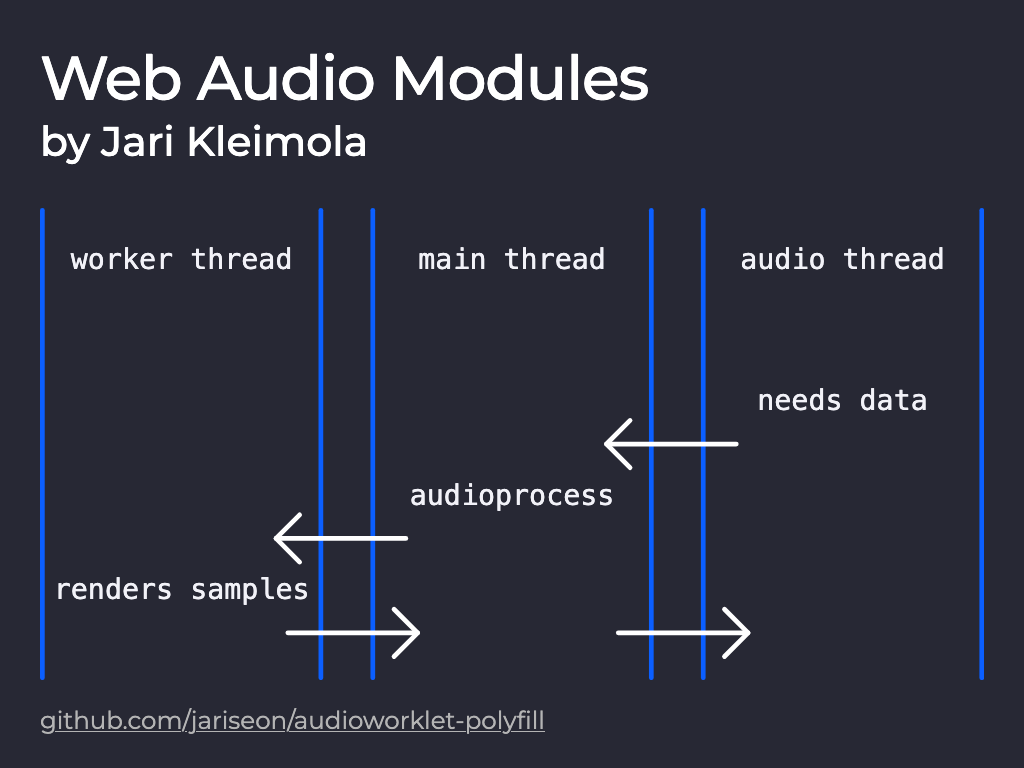 Web Audio Modules
by Jari Kleimola
worker thread
main thread
audio thread
needs data
audioprocess
renders samples
github.com/jariseon/audioworklet-polyfill